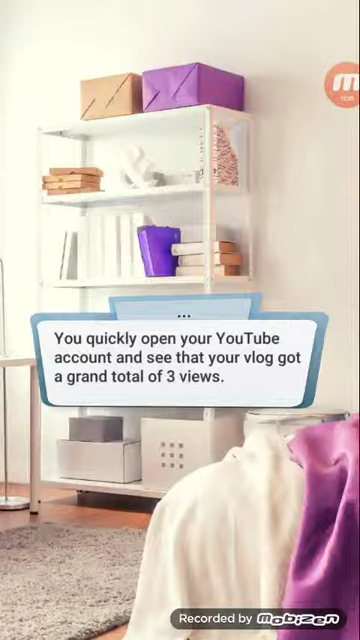 ...
You quickly open your YouTube
account and see that your vlog got
a grand total of 3 views.
Recorded by Mobizen